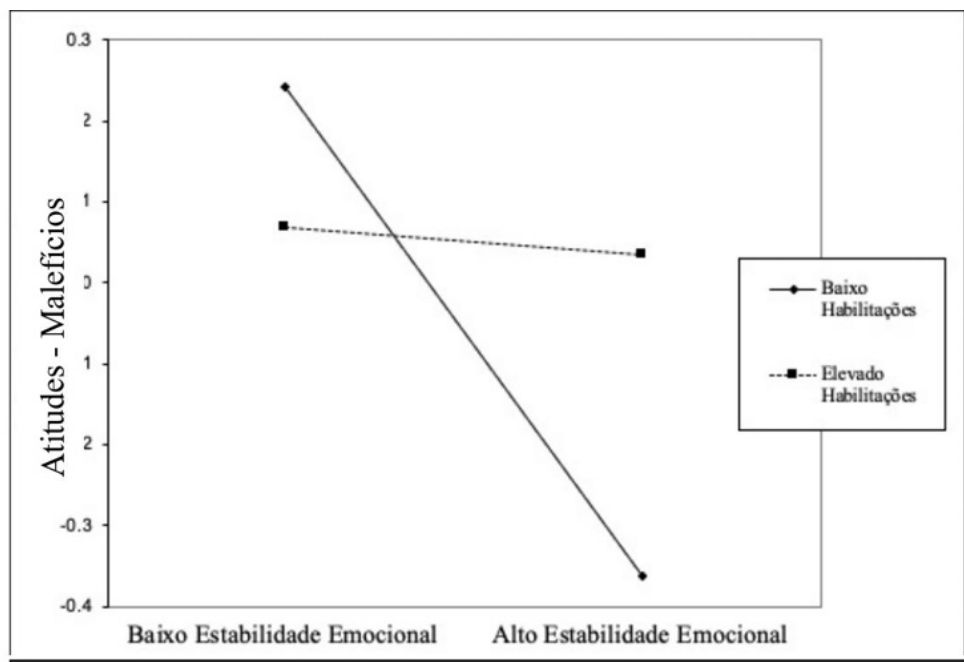 0.3
2
1
0
1
2
-0.3
-0.4
Atitudes - Malefícios
Baixo Estabilidade Emocional
Alto Estabilidade Emocional
Baixo
Habilitações
Elevado
Habilitações